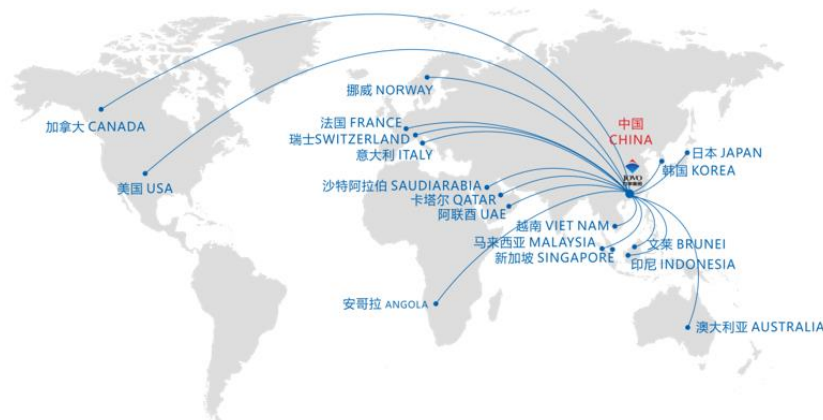 挪威 NORWAY
加拿大 CANADA
法国 FRANCE
瑞士SWITZERLAND
意大利 ITALY
中国
CHINA
JOVO
日本 JAPAN
韩国 KOREA
美国 USA
沙特阿拉伯 SAUDIARABIA
卡塔尔 QATAR
阿联酋 UAE
越南 VIET NAM
马来西亚 MALAYSIA
新加坡 SINGAPORE
文莱 BRUNEI
印尼 INDONESIA
安哥拉 ANGOLA
澳大利亚 AUSTRALIA